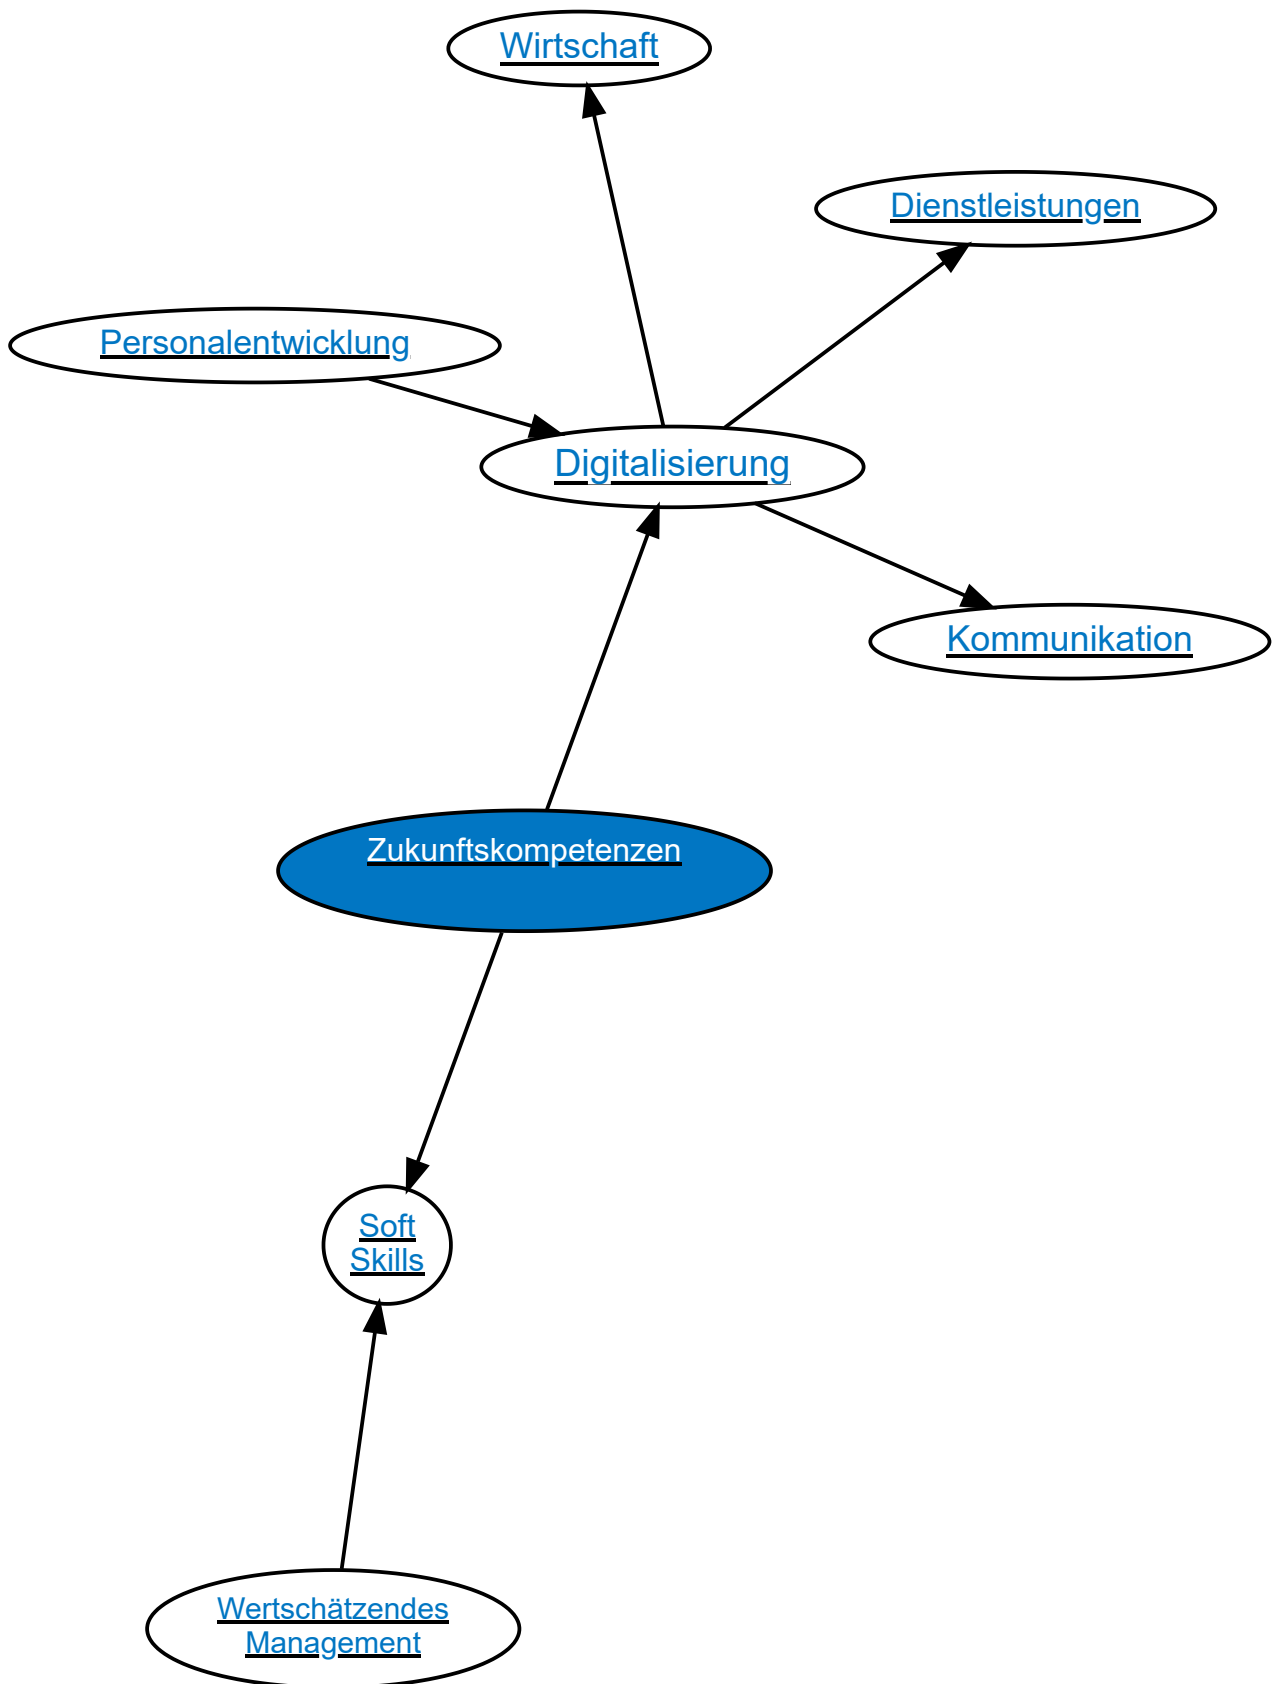 Wirtschaft
Dienstleistungen
Personalentwicklung
Digitalisierung
Kommunikation
Zukunftskompetenzen
Soft
Skills
Wertschätzendes
Management